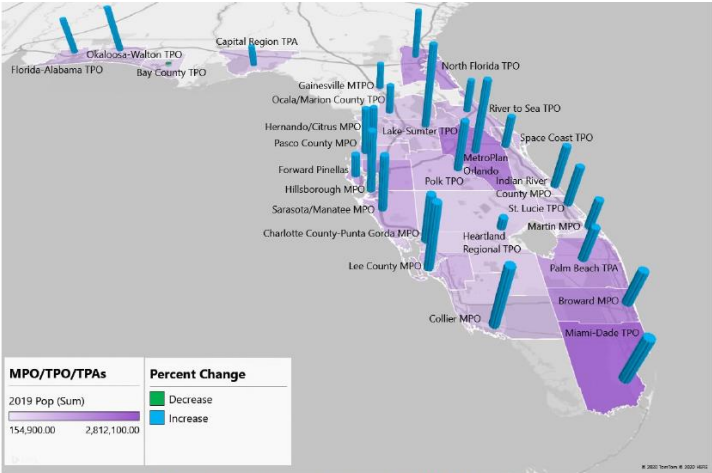 Capital Region TPA
Okaloosa-Walton TPO
Florida-Alabama TPO
Bay County TPO
North Florida TPO
Gainesville MTPO
Ocala/Marion County TPO
River to Sea TPO
Hernando/Citrus MPO
Lake-Sumter TPO
Space Coast TPO
Pasco County MPO
MetroPlan
Orlando
Forward Pinellas
Polk TPO
Indian River
County MPO
Hillsborough MPO
St. Lucie TPO
Sarasota/Manatee MPO
Martin MPO
Charlotte County-Punta Gorda MPO
Heartland
Regional TPO
Lee County MPO
Palm Beach TPA
Broward MPO
Collier MPO
Miami-Dade TPO
MPO/TPO/TPAs
2019 Pop (Sum)
154,900.00
2,812,100.00
Percent Change
Decrease
Increase
© 2020 TomTom © 2020 HERE